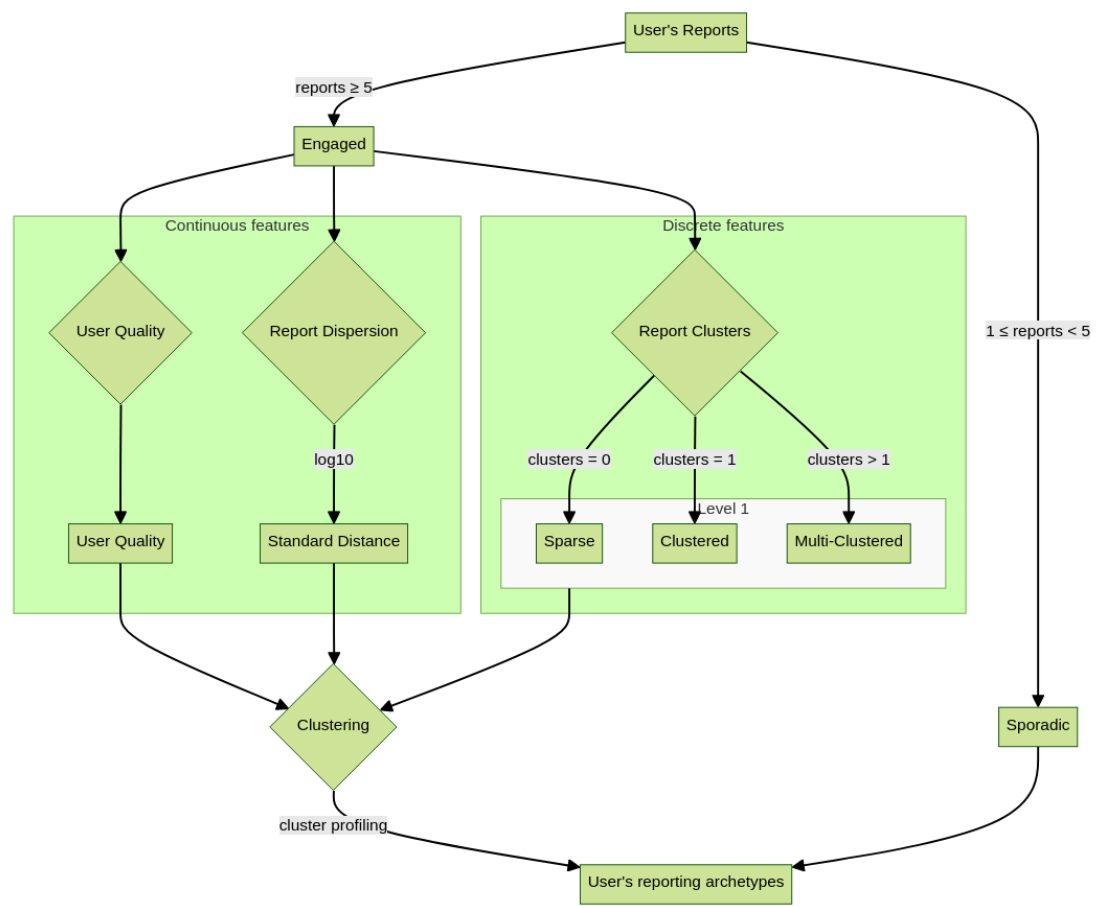 User's Reports
reports ≥ 5
Engaged
Continuous features
Discrete features
User Quality
Report Dispersion
Report Clusters
1 ≤ reports < 5
log10
clusters = 0
clusters = 1
clusters > 1
Level 1
User Quality
Standard Distance
Sparse
Clustered
Multi-Clustered
Clustering
Sporadic
cluster profiling
User's reporting archetypes